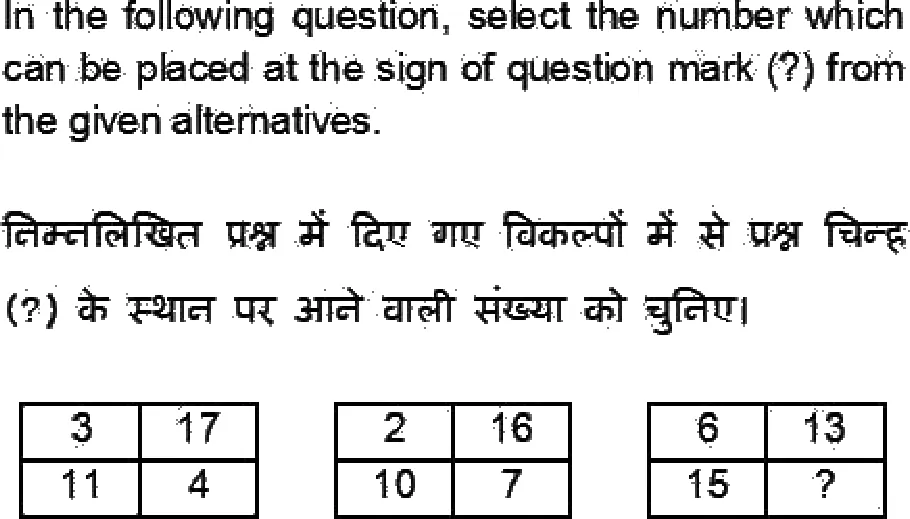 In the following question, select the number which
can be placed at the sign of question mark (?) from
the given alternatives.
निम्नलिखित प्रश्न में दिए गए विकल्पों में से प्रश्न चिन्ह
(?) के स्थान पर आने वाली संख्या को चुनिए।
3 17 2 16 6 13
11 4 10 7 15 ?